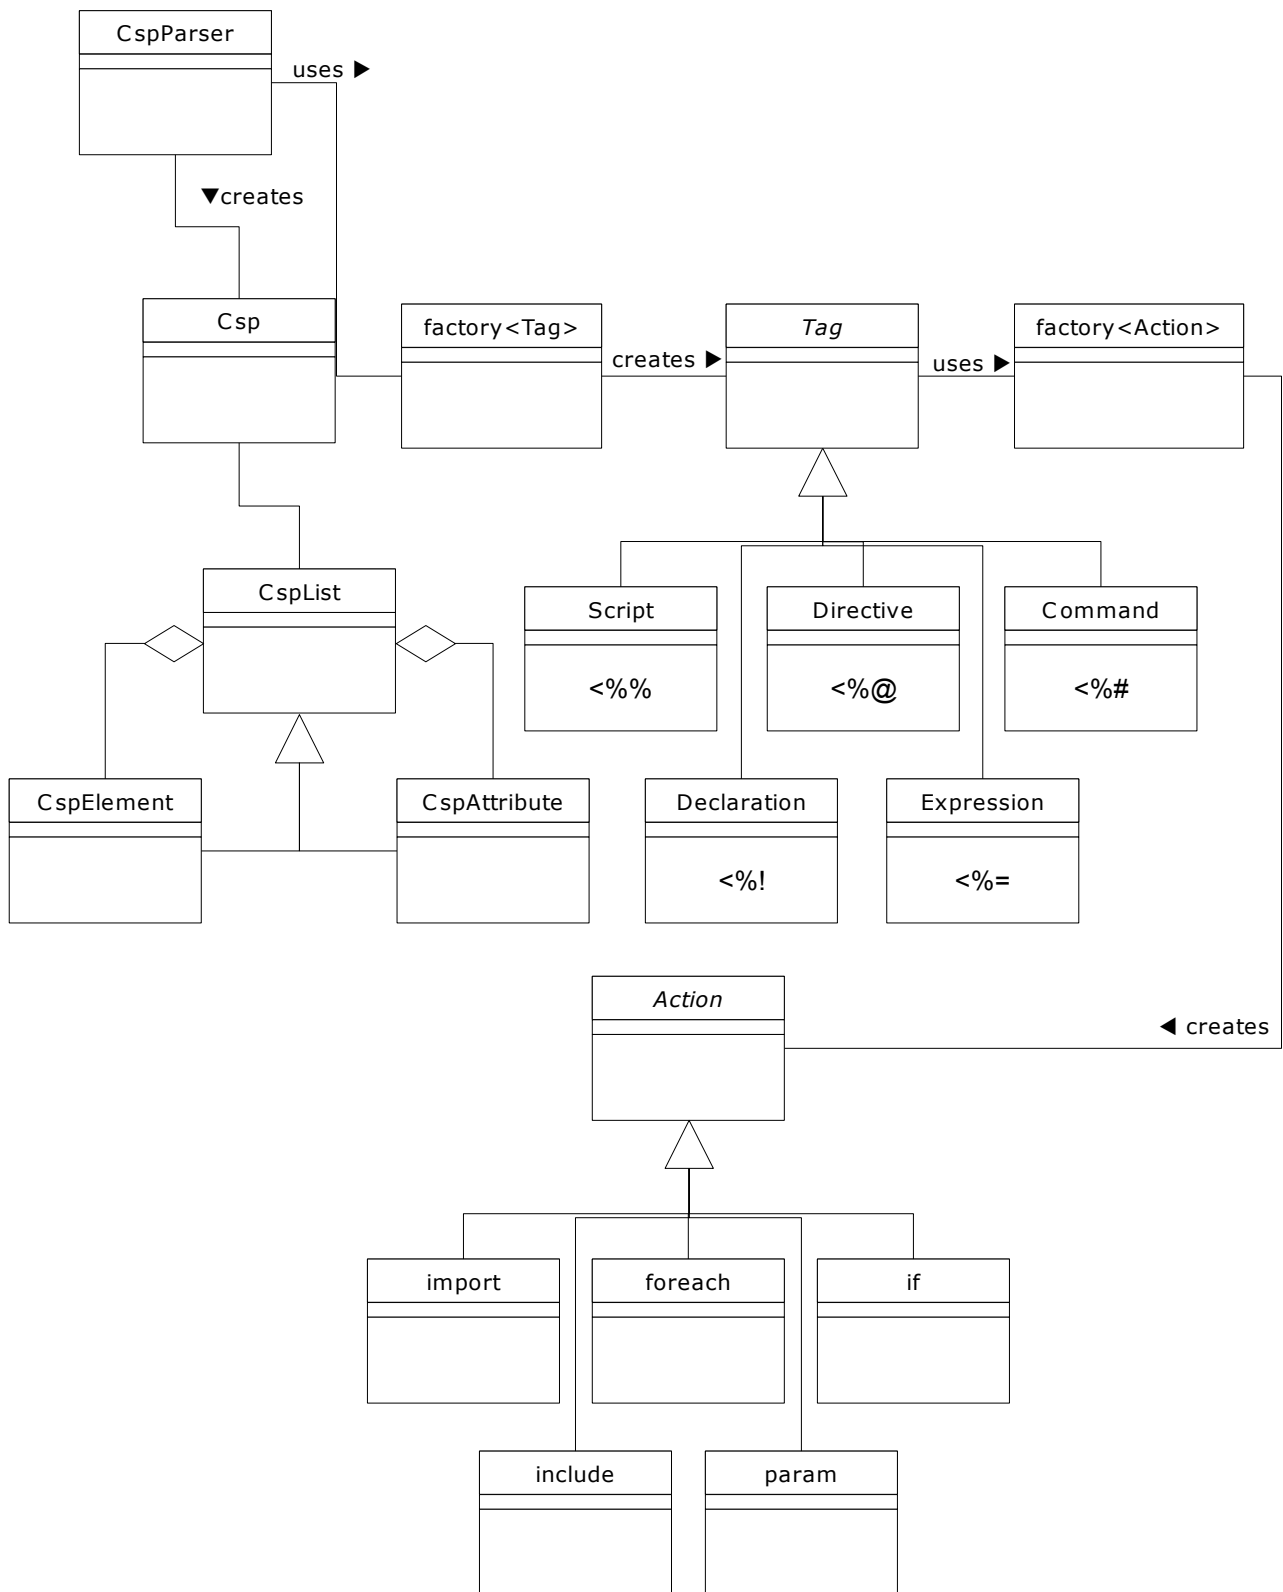 CspParser
uses ▶
▼creates
Csp
factory<Tag>
creates ▶
Tag
uses ▶
factory<Action>
CspList
Script
<%%
Directive
<%@
Command
<%#
CspElement
CspAttribute
Declaration
<%!
Expression
<%=
Action
◀ creates
import
foreach
if
include
param